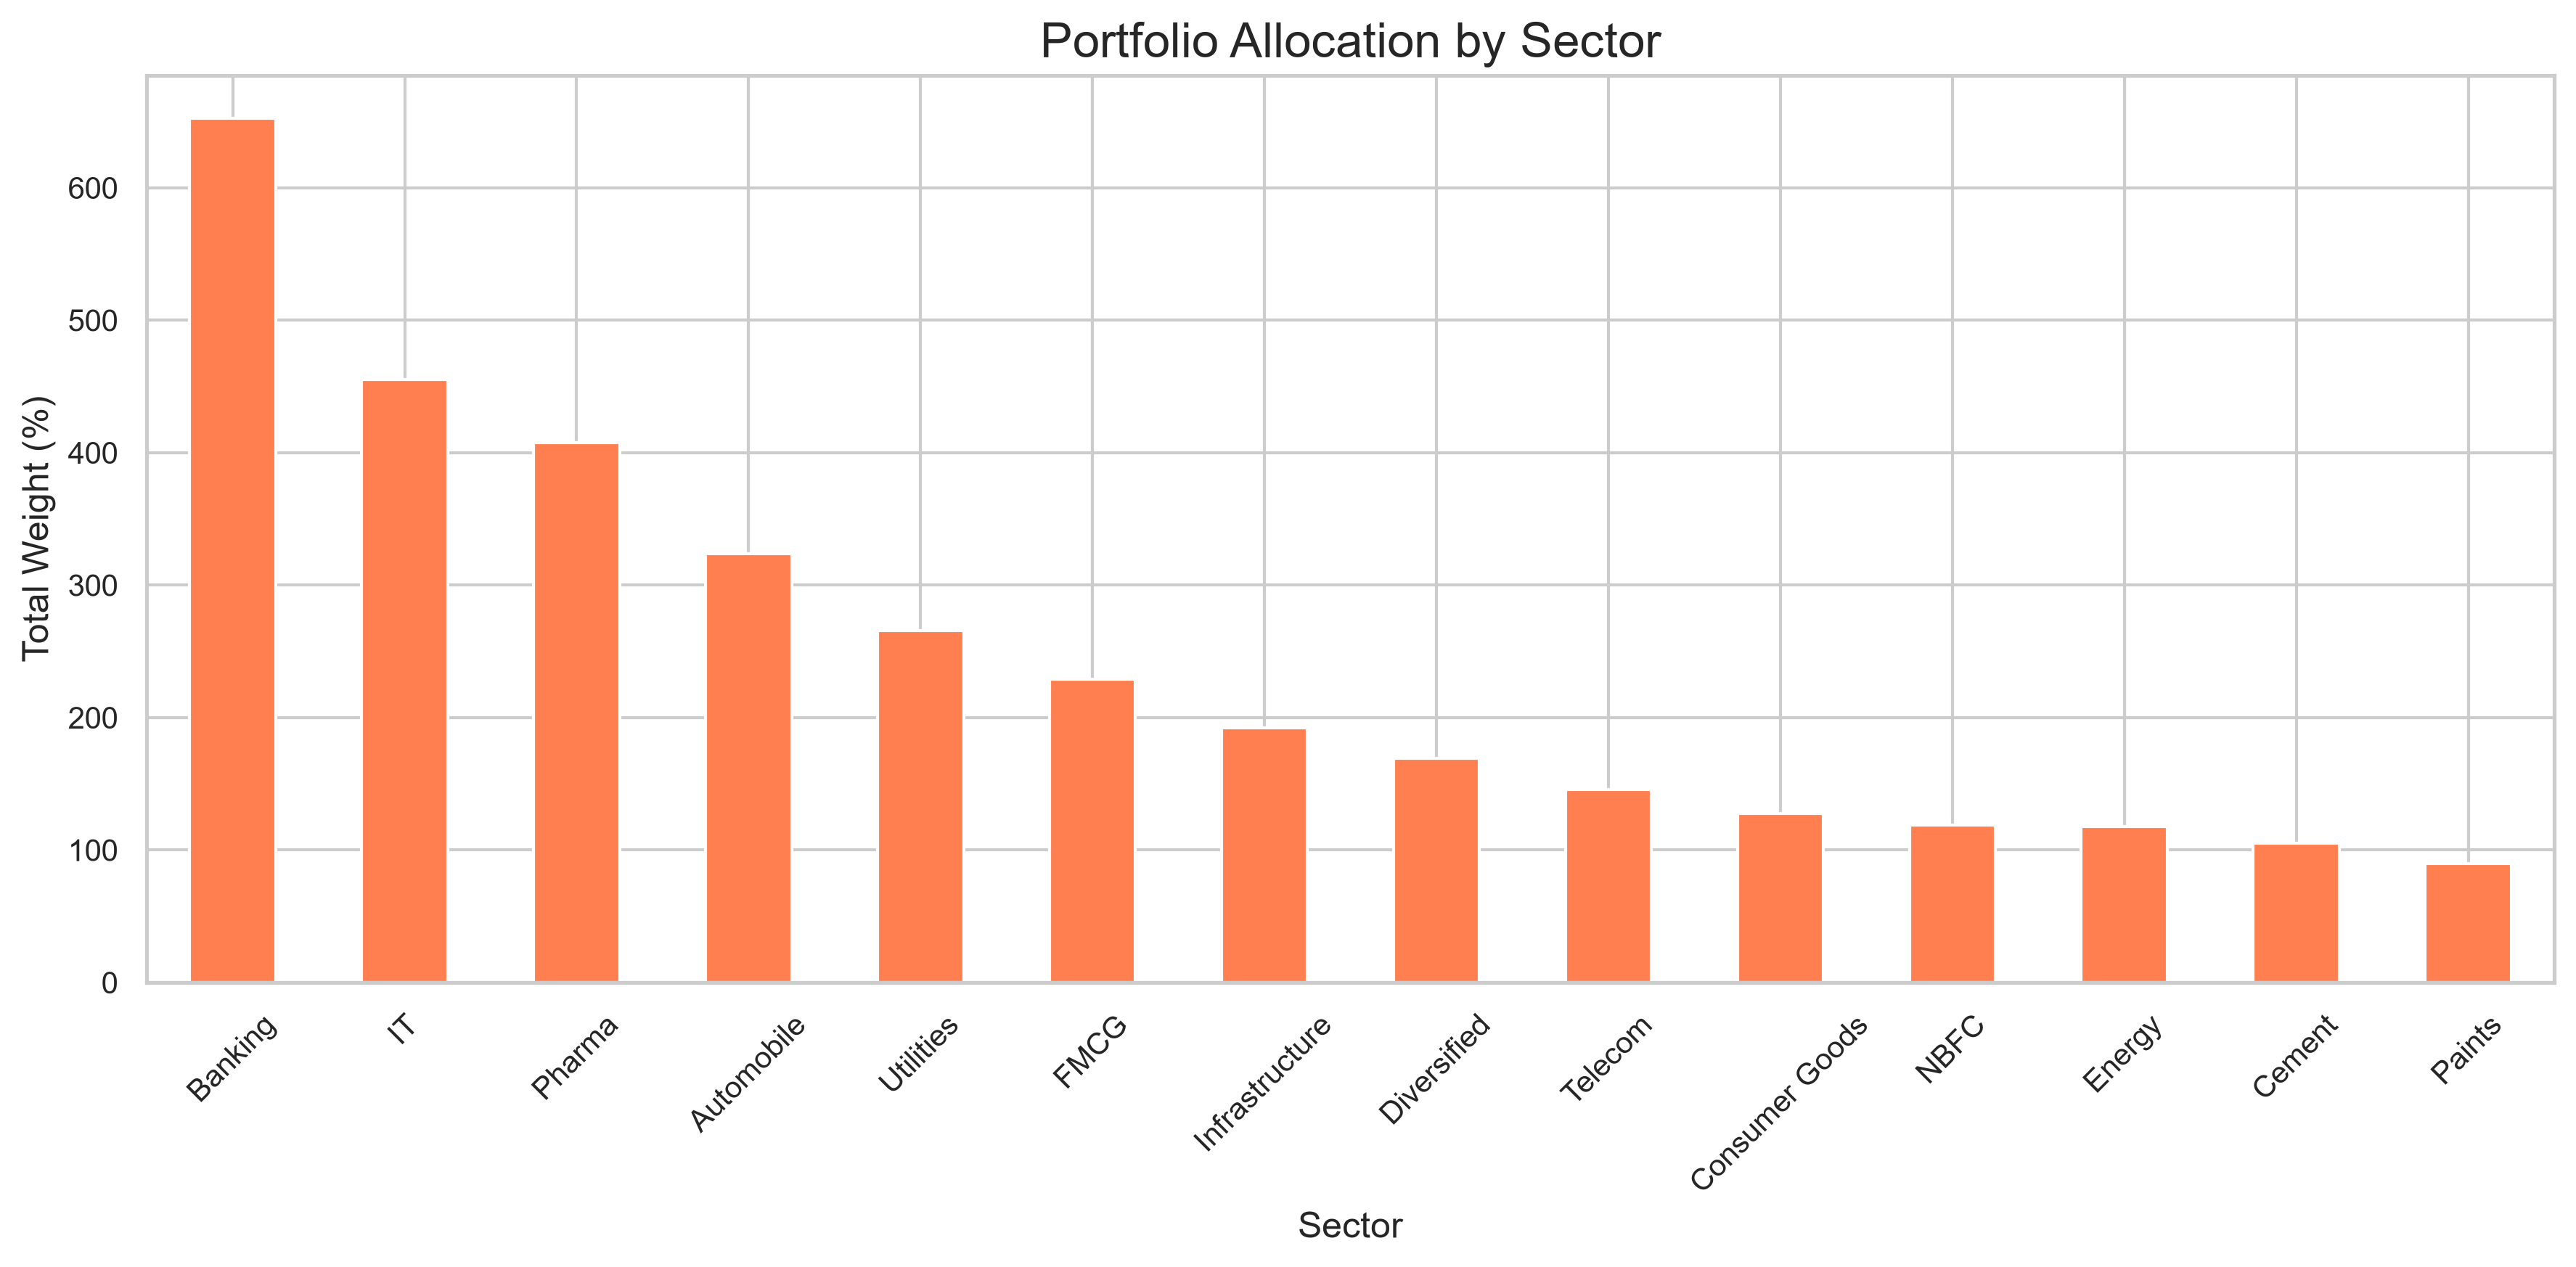 Portfolio Allocation by Sector
Total Weight (%)
600
500
400
300
200
100
0
Banking
IT
Pharma
Automobile
Utilities
FMCG
Infrastructure
Diversified
Telecom
Consumer Goods
NBFC
Energy
Cement
Paints
Sector